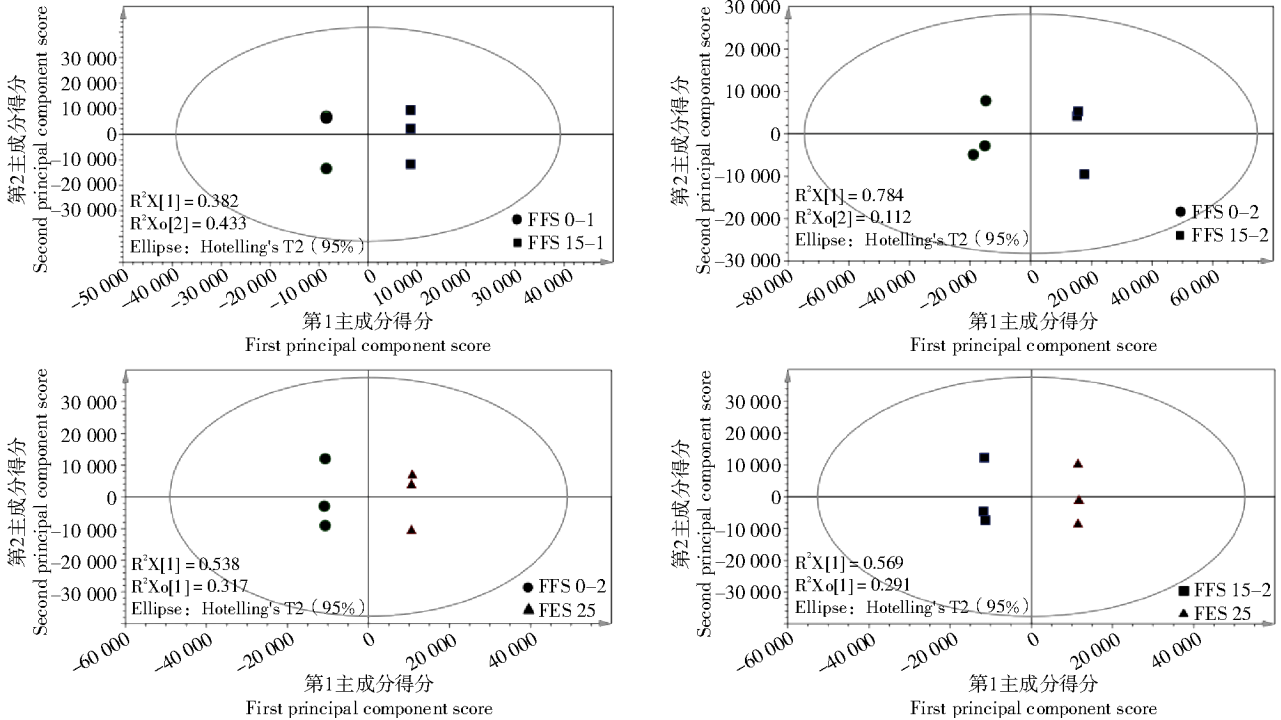 第2主成分得分
Second principal component score
30 000
20 000
10 000
0
–10 000
–20 000
–30 000
R²X[1] = 0.382
R²Xo[2] = 0.433
Ellipse: Hotelling's T2 (95%)
FFS 0–1
FFS 15–1
–50 000
–40 000
–30 000
–20 000
–10 000
0
10 000
20 000
30 000
40 000
第1主成分得分
First principal component score
第2主成分得分
Second principal component score
30 000
20 000
10 000
0
–10 000
–20 000
–30 000
R²X[1] = 0.784
R²Xo[2] = 0.112
Ellipse: Hotelling's T2 (95%)
FFS 0–2
FFS 15–2
–80 000
–60 000
–40 000
–20 000
0
20 000
40 000
60 000
第1主成分得分
First principal component score
第2主成分得分
Second principal component score
30 000
20 000
10 000
0
–10 000
–20 000
–30 000
R²X[1] = 0.538
R²Xo[1] = 0.317
Ellipse: Hotelling's T2 (95%)
FFS 0–2
FES 25
–60 000
–40 000
–20 000
0
20 000
40 000
第1主成分得分
First principal component score
第2主成分得分
Second principal component score
30 000
20 000
10 000
0
–10 000
–20 000
–30 000
R²X[1] = 0.569
R²Xo[1] = 0.291
Ellipse: Hotelling's T2 (95%)
FFS 15–2
FES 25
–60 000
–40 000
–20 000
0
20 000
40 000
第1主成分得分
First principal component score